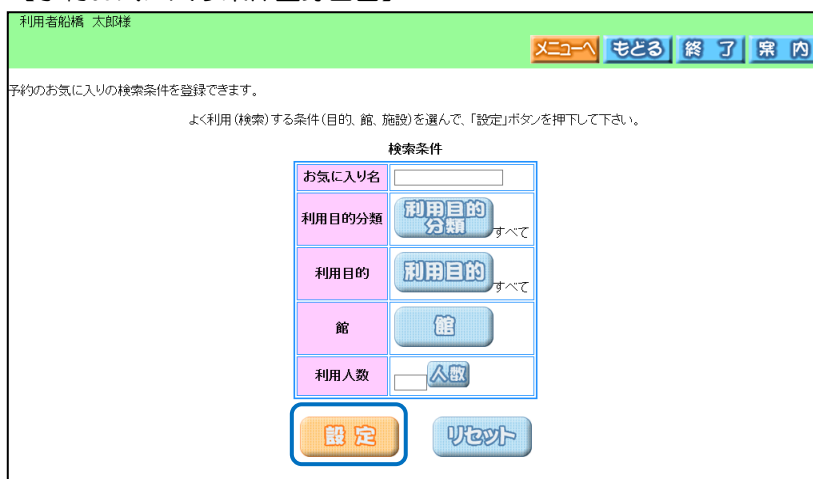 利用者船橋 太郎様
メニューへ もどる 終 了 案 内
予約のお気に入りの検索条件を登録できます。
よく利用(検索)する条件(目的、館、施設)を選んで、「設定」ボタンを押下して下さい。
検索条件
お気に入り名
利用目的分類 利用目的
分類 すべて
利用目的 利用目的 すべて
館 館
利用人数 人数
設 定 リセット